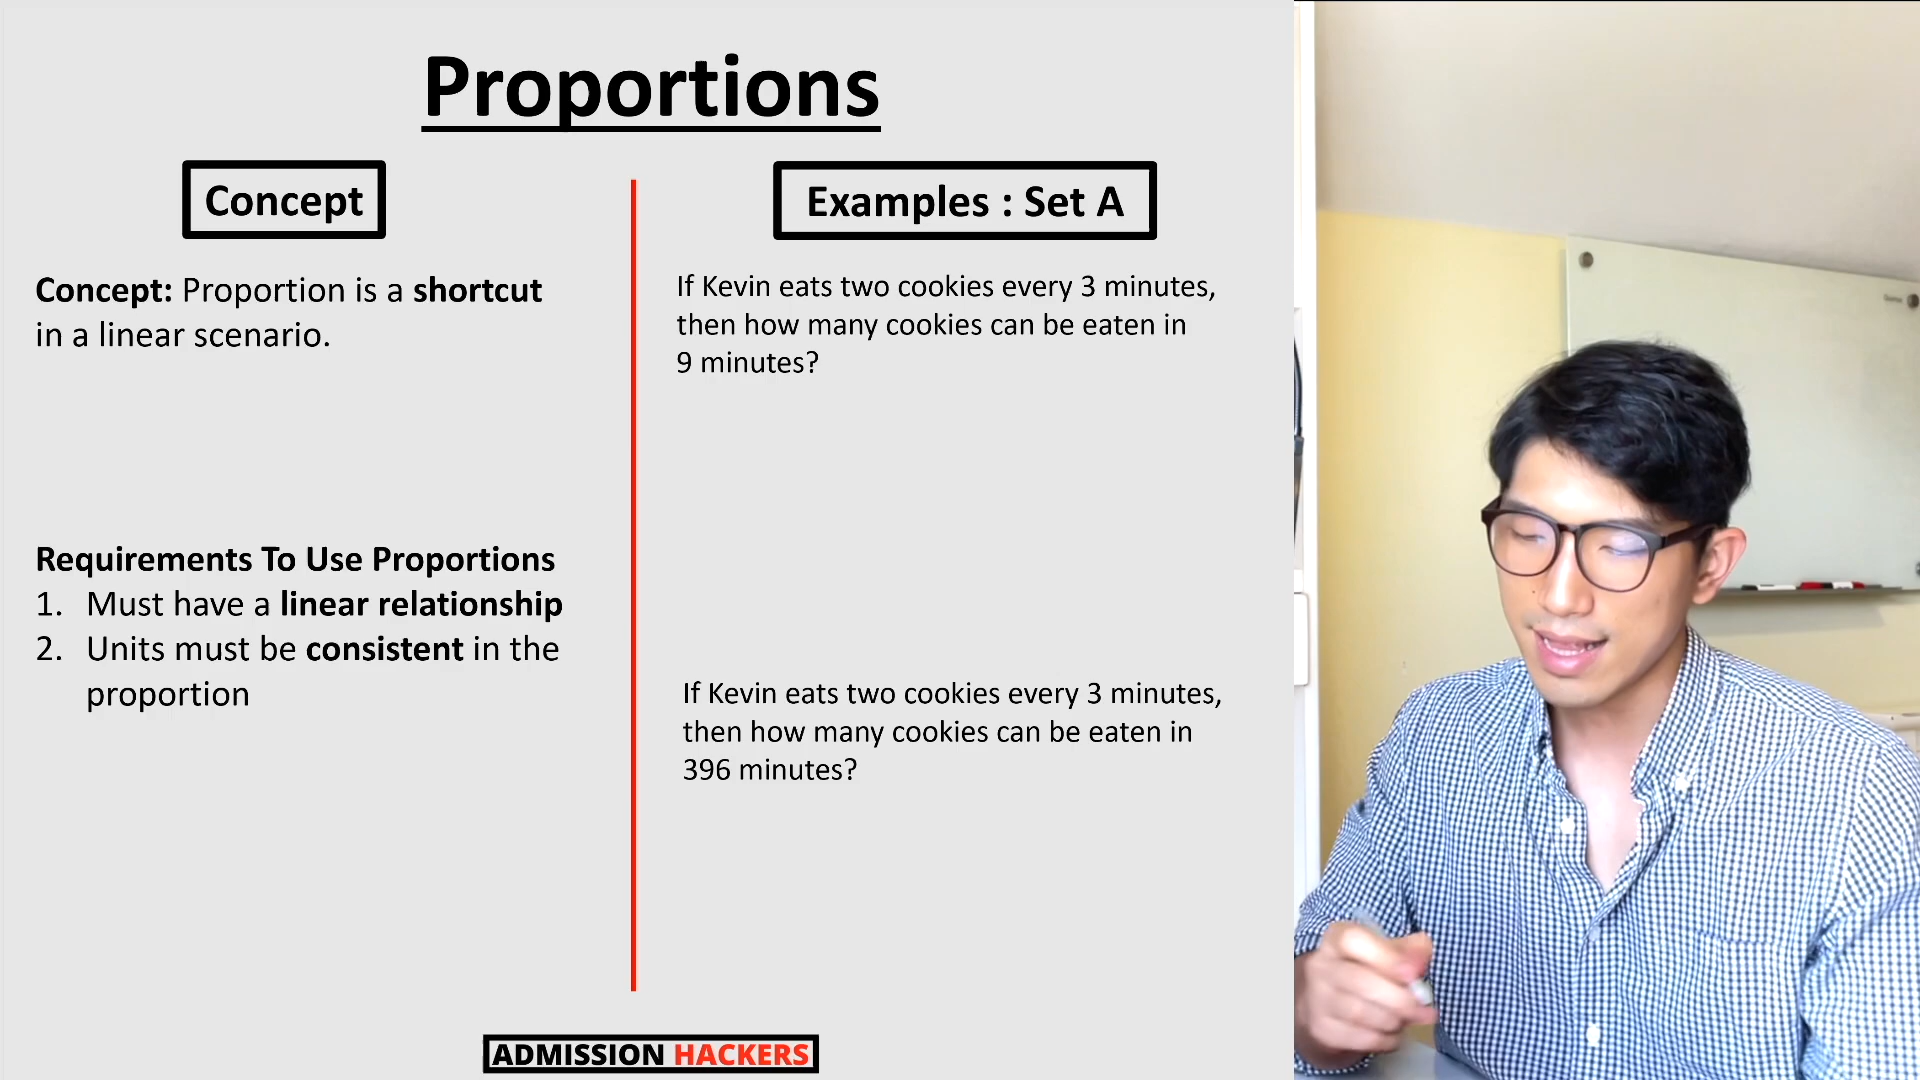 Proportions
Concept
Concept: Proportion is a shortcut
in a linear scenario.
Requirements To Use Proportions
1. Must have a linear relationship
2. Units must be consistent in the
proportion
Examples : Set A
If Kevin eats two cookies every 3 minutes,
then how many cookies can be eaten in
9 minutes?
If Kevin eats two cookies every 3 minutes,
then how many cookies can be eaten in
396 minutes?
ADMISSION HACKERS